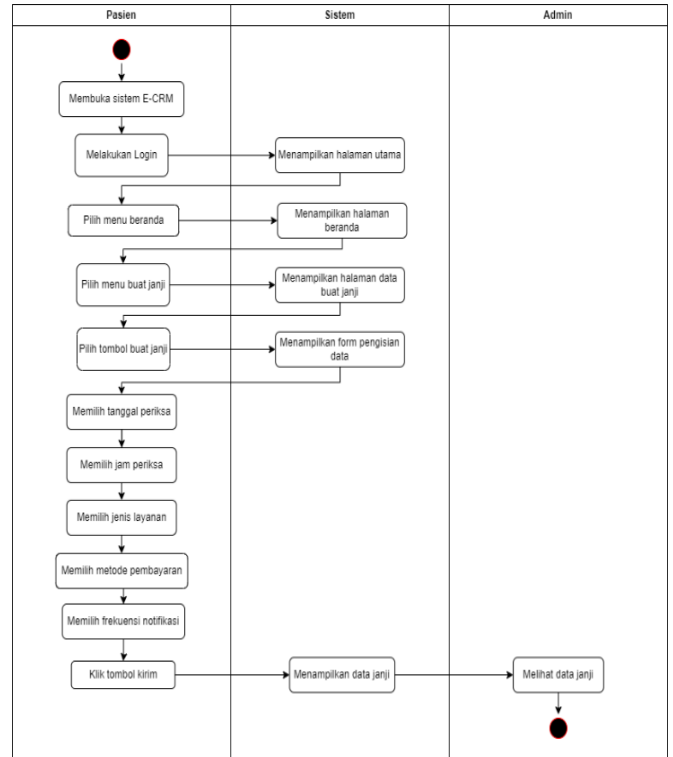 Pasien
Sistem
Admin
Membuka sistem E-CRM
Melakukan Login
Menampilkan halaman utama
Pilih menu beranda
Menampilkan halaman
beranda
Pilih menu buat janji
Menampilkan halaman data
buat janji
Pilih tombol buat janji
Menampilkan form pengisian
data
Memilih tanggal periksa
Memilih jam periksa
Memilih jenis layanan
Memilih metode pembayaran
Memilih frekuensi notifikasi
Klik tombol kirim
Menampilkan data janji
Melihat data janji